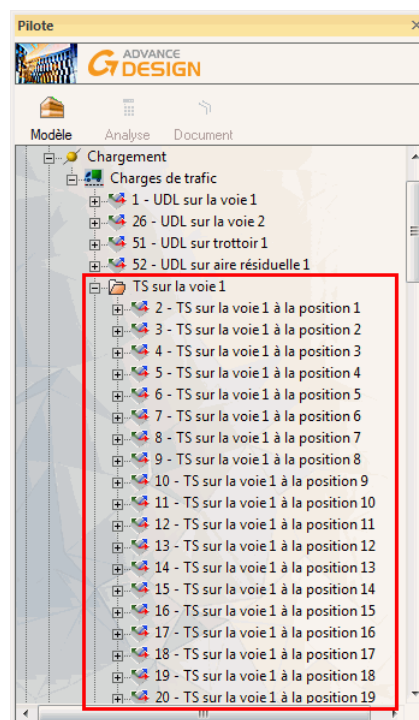 Pilote
ADVANCE
DESIGN
Modèle Analyse Document
Chargement
Charges de trafic
1 - UDL sur la voie 1
26 - UDL sur la voie 2
51 - UDL sur trottoir 1
52 - UDL sur aire résiduelle 1
TS sur la voie 1
2 - TS sur la voie 1 à la position 1
3 - TS sur la voie 1 à la position 2
4 - TS sur la voie 1 à la position 3
5 - TS sur la voie 1 à la position 4
6 - TS sur la voie 1 à la position 5
7 - TS sur la voie 1 à la position 6
8 - TS sur la voie 1 à la position 7
9 - TS sur la voie 1 à la position 8
10 - TS sur la voie 1 à la position 9
11 - TS sur la voie 1 à la position 10
12 - TS sur la voie 1 à la position 11
13 - TS sur la voie 1 à la position 12
14 - TS sur la voie 1 à la position 13
15 - TS sur la voie 1 à la position 14
16 - TS sur la voie 1 à la position 15
17 - TS sur la voie 1 à la position 16
18 - TS sur la voie 1 à la position 17
19 - TS sur la voie 1 à la position 18
20 - TS sur la voie 1 à la position 19